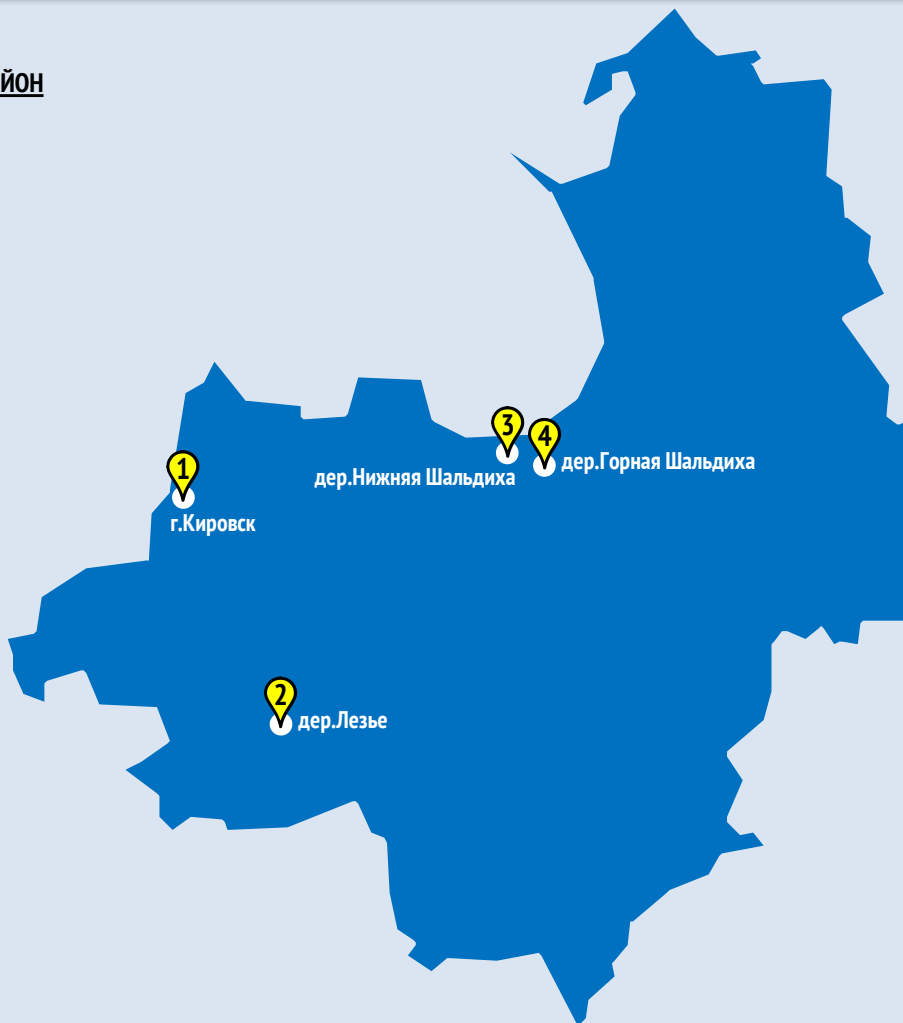 ЙОН
3
4
дер.Горная Шальдиха
дер.Нижняя Шальдиха
1
г.Кировск
2
дер.Лезье